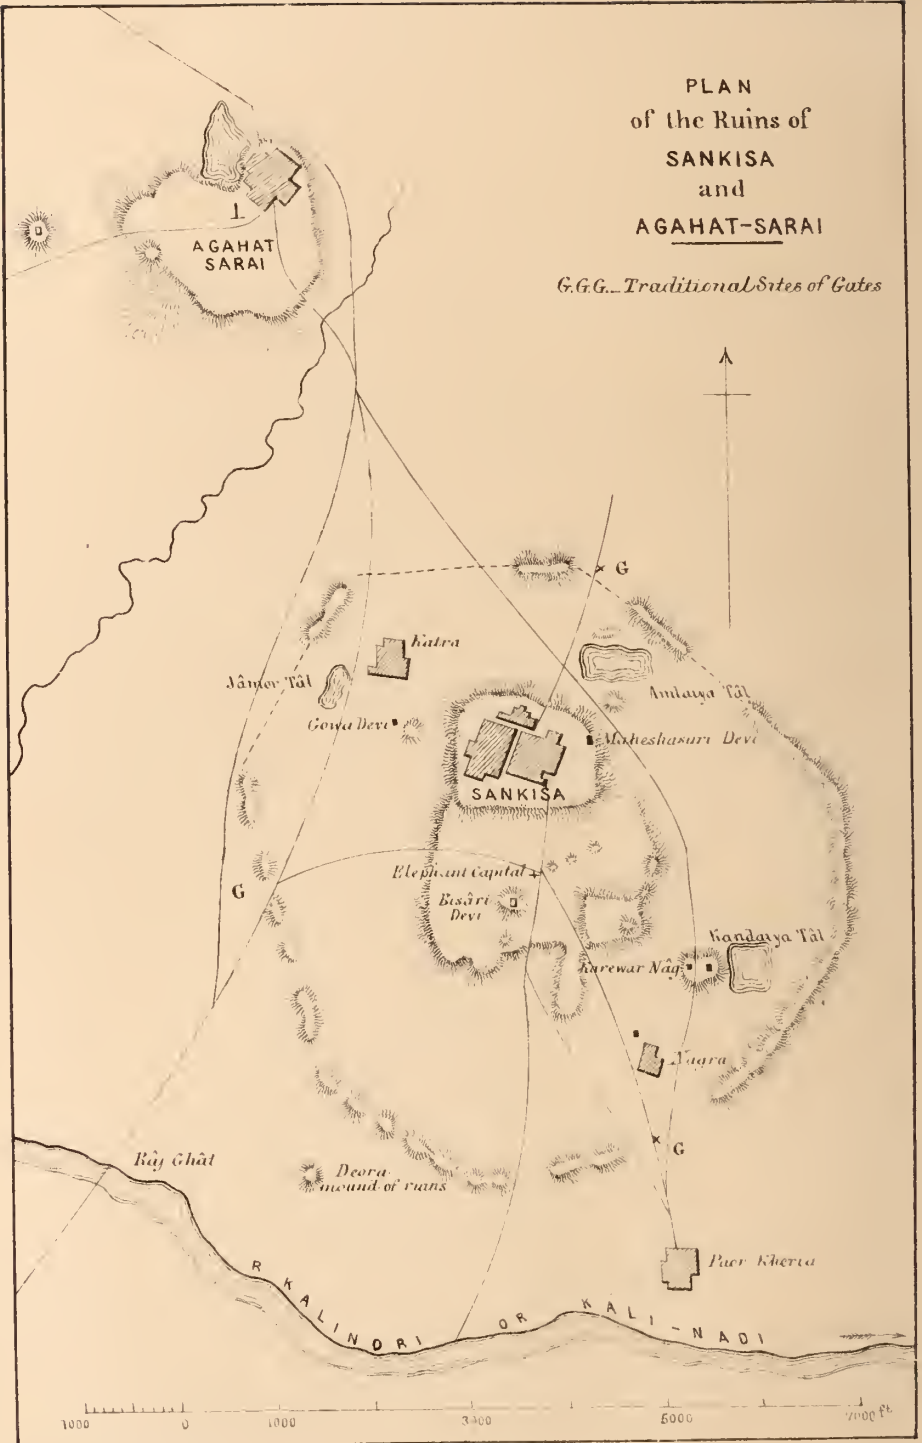 PLAN
of the Ruins of
SANKISA
and
AGAHAT-SARAI
G.G.G._Traditional Sites of Gates
AGAHAT
SARAI
G
Katra
Jâmor Tâl
Gowa Devi
Amlaiya Tâl
Maheshasuri Devi
SANKISA
Elephant Capital
G
Bisâri
Devi
Kandaiya Tâl
Karewar Nâg
Nagra
G
Râj Ghât
Deora
mound of ruins
Paor Kheria
R KALINDRI OR KALI-NADI
1000 0 1000 3000 5000 7000 ft